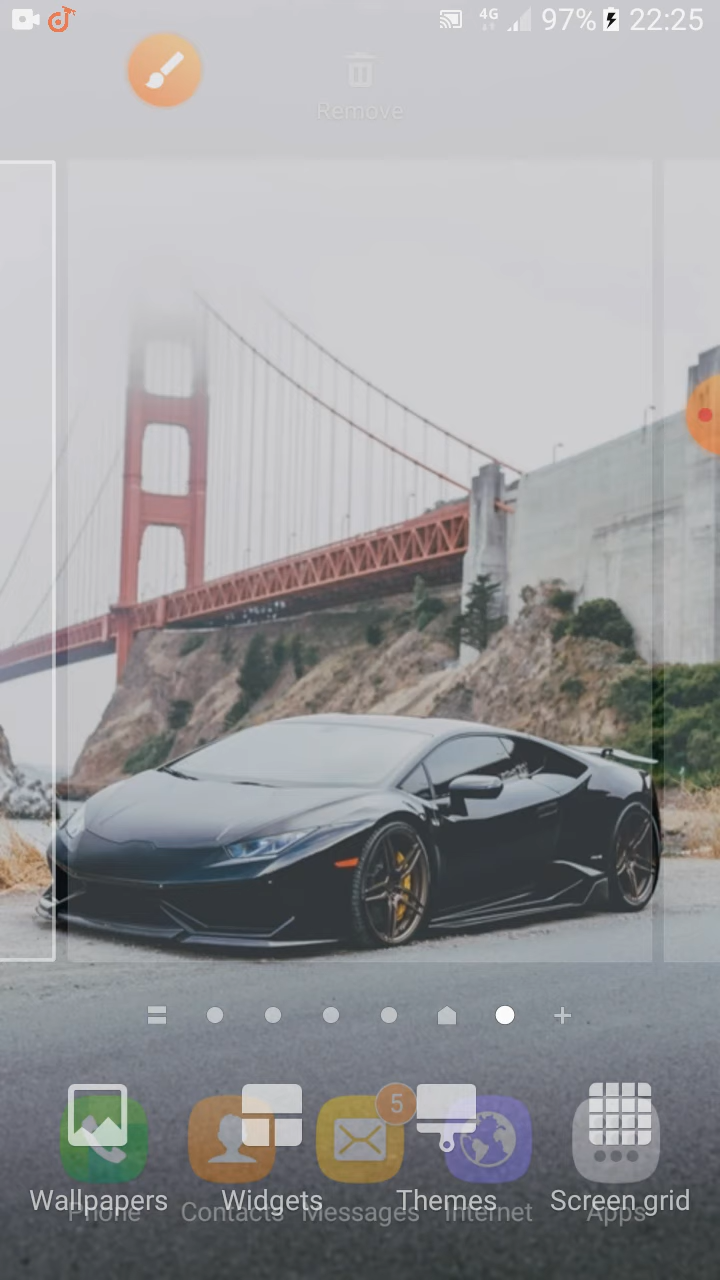 4G 97% 22:25
Remove
5
Wallpapers Widgets Themes Screen grid
Phone Contacts Messages Internet Apps